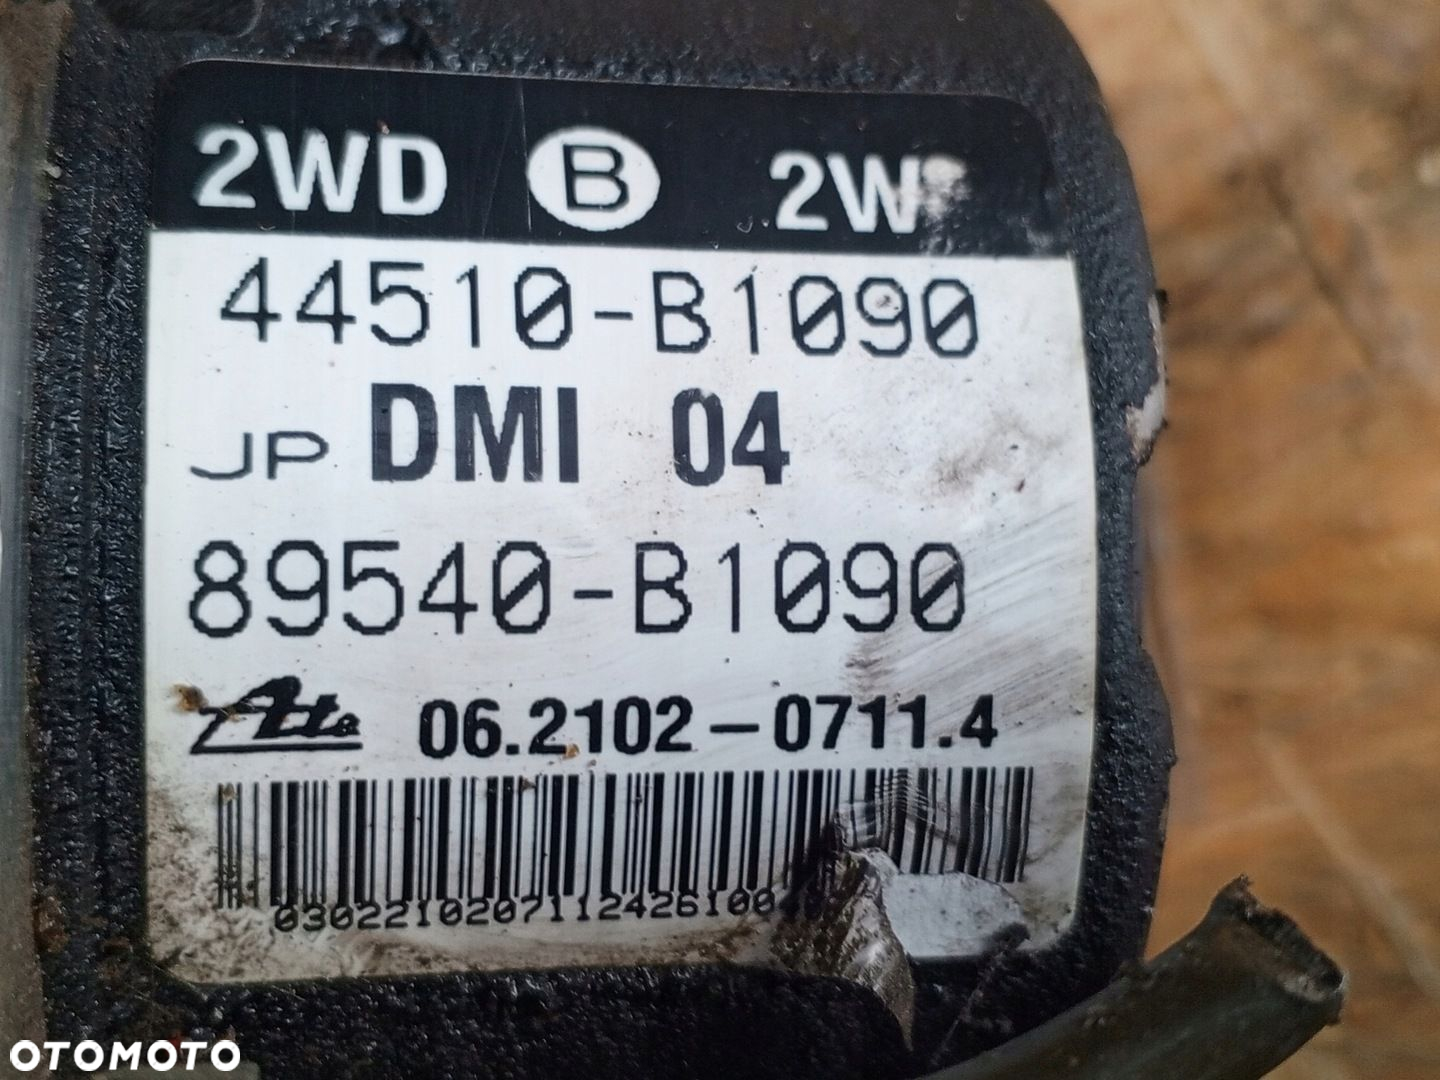 2WD B 2W
44510-B1090
JP DMI 04
89540-B1090
Ate 06.2102-0711.4
OTOMOTO